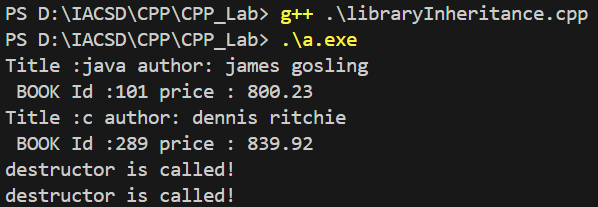 PS D:\IACSD\CPP\CPP_Lab> g++ .\libraryInheritance.cpp
PS D:\IACSD\CPP\CPP_Lab> .\a.exe
Title :java author: james gosling
 BOOK Id :101 price : 800.23
Title :c author: dennis ritchie
 BOOK Id :289 price : 839.92
destructor is called!
destructor is called!